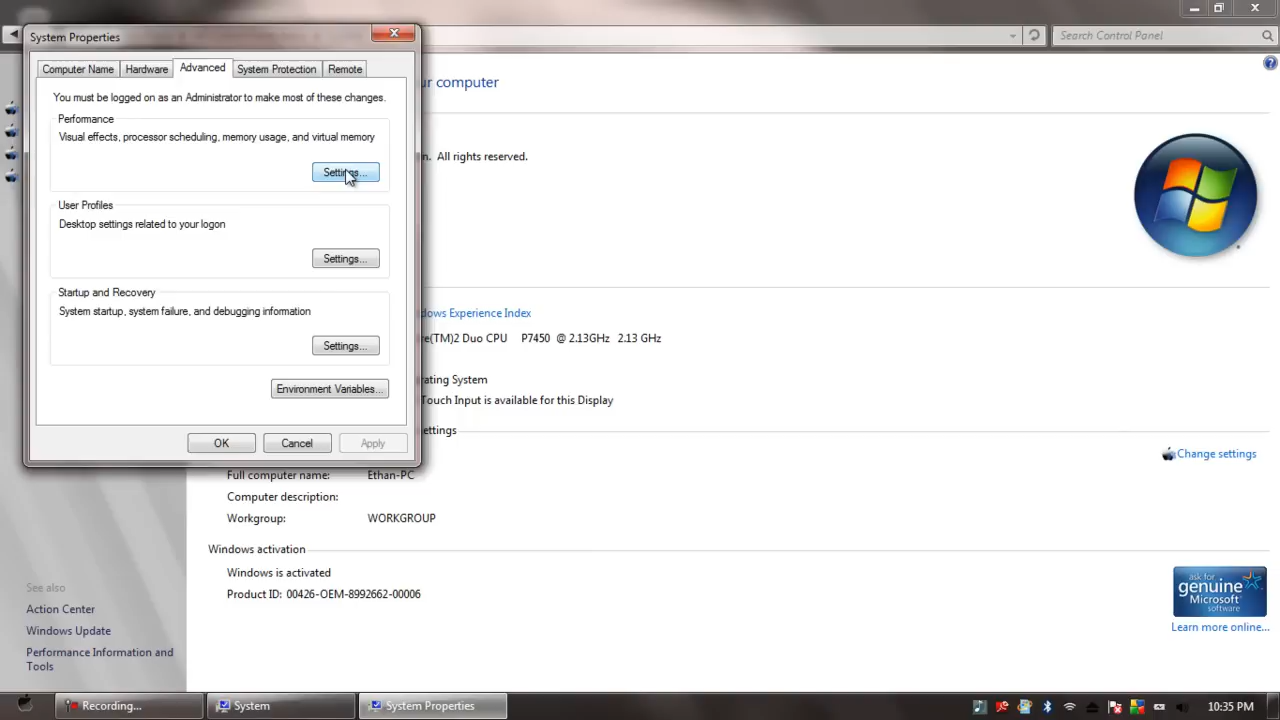 System Properties
Search Control Panel
Computer Name
Hardware
Advanced
System Protection
Remote
ur computer
You must be logged on as an Administrator to make most of these changes.
Performance
Visual effects, processor scheduling, memory usage, and virtual memory
n. All rights reserved.
Settings...
User Profiles
Desktop settings related to your logon
Settings...
Startup and Recovery
System startup, system failure, and debugging information
dows Experience Index
e(TM)2 Duo CPU P7450 @ 2.13GHz 2.13 GHz
Settings...
rating System
Environment Variables...
Touch Input is available for this Display
ettings
OK
Cancel
Apply
Change settings
Full computer name: Ethan-PC
Computer description:
Workgroup: WORKGROUP
Windows activation
Windows is activated
Product ID: 00426-OEM-8992662-00006
ask for
genuine
Microsoft
software
Learn more online...
See also
Action Center
Windows Update
Performance Information and
Tools
Recording...
System
System Properties
10:35 PM